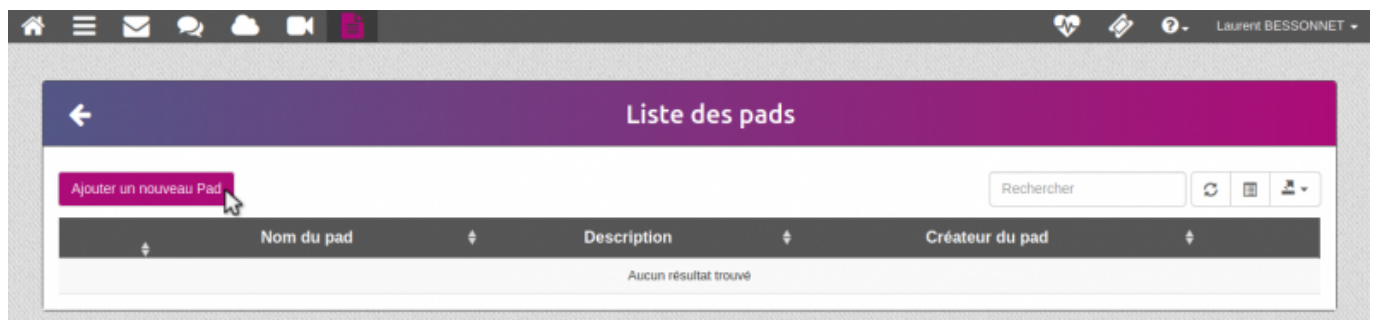 Laurent BESSONNET
Liste des pads
Ajouter un nouveau Pad
Rechercher
Nom du pad Description Créateur du pad
Aucun résultat trouvé